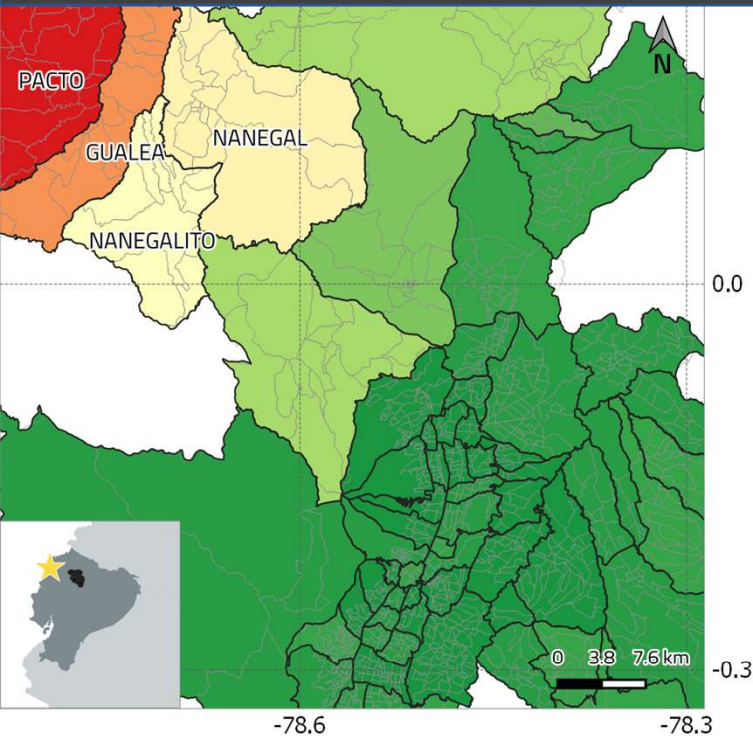 N
PACTO
GUALEA
NANEGAL
NANEGALITO
0.0
0 3.8 7.6 km
-0.3
-78.6
-78.3